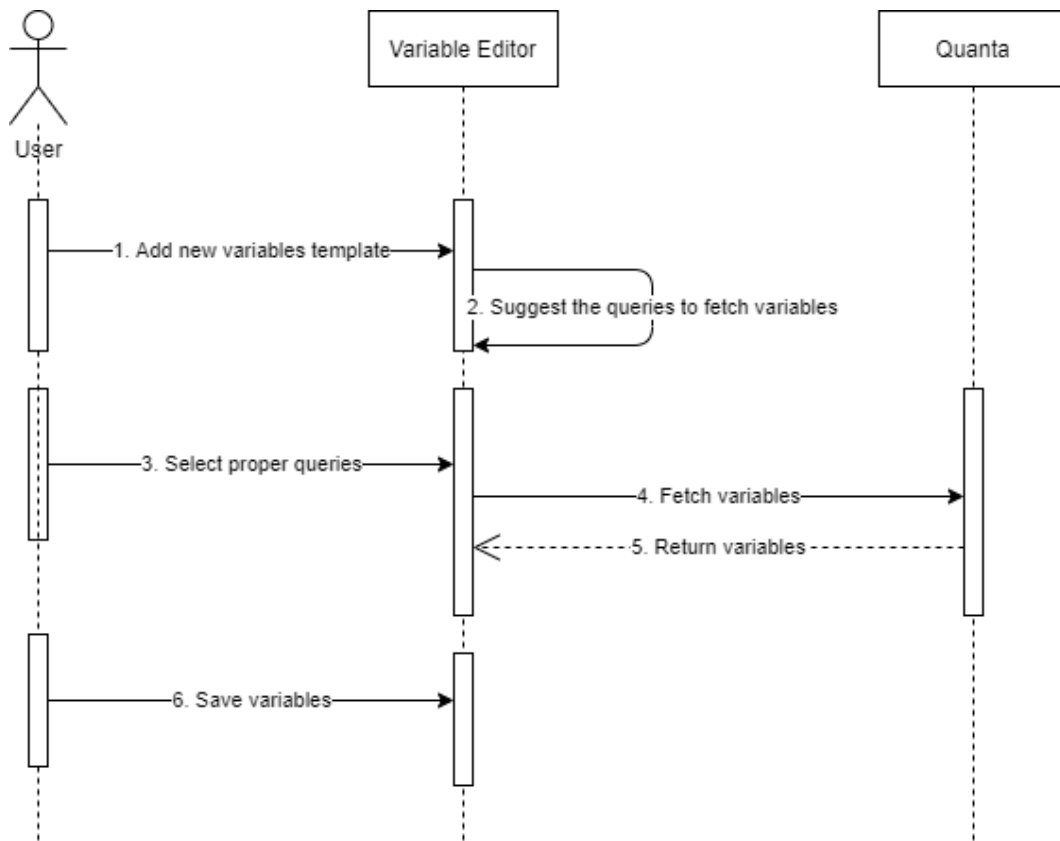 Variable Editor
Quanta
User
1. Add new variables template
2. Suggest the queries to fetch variables
3. Select proper queries
4. Fetch variables
5. Return variables
6. Save variables